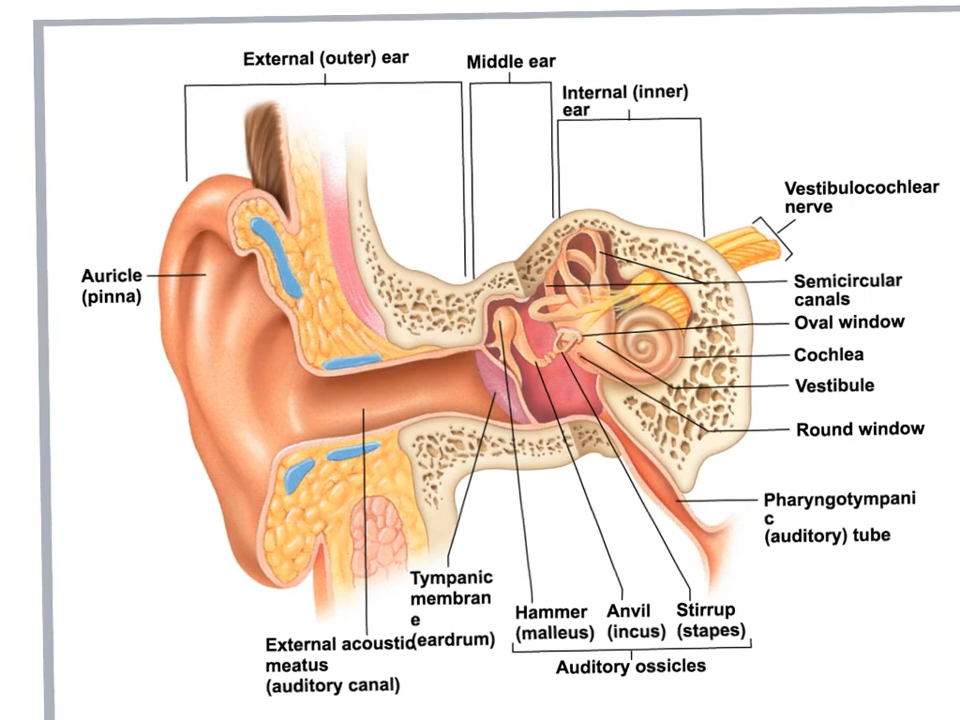 External (outer) ear
Middle ear
Internal (inner)
ear
Vestibulocochlear
nerve
Auricle
(pinna)
Semicircular
canals
Oval window
Cochlea
Vestibule
Round window
Pharyngotympani
c
(auditory) tube
Tympanic
membran
e
(eardrum)
Hammer
(malleus)
Anvil
(incus)
Stirrup
(stapes)
External acoustic
meatus
(auditory canal)
Auditory ossicles